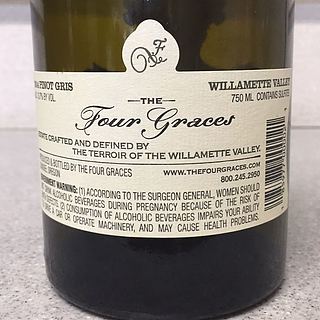 F
&
PINOT GRIS WILLAMETTE VALLEY
BY VOL. 750 ML CONTAINS SULFITES
THE
Four Graces
CRAFTED AND DEFINED BY
THE TERROIR OF THE WILLAMETTE VALLEY.
& BOTTLED BY THE FOUR GRACES WWW.THEFOURGRACES.COM
OREGON 800.245.2950
WARNING: (1) ACCORDING TO THE SURGEON GENERAL, WOMEN SHOULD
ALCOHOLIC BEVERAGES DURING PREGNANCY BECAUSE OF THE RISK OF
(2) CONSUMPTION OF ALCOHOLIC BEVERAGES IMPAIRS YOUR ABILITY
A CAR OR OPERATE MACHINERY, AND MAY CAUSE HEALTH PROBLEMS.